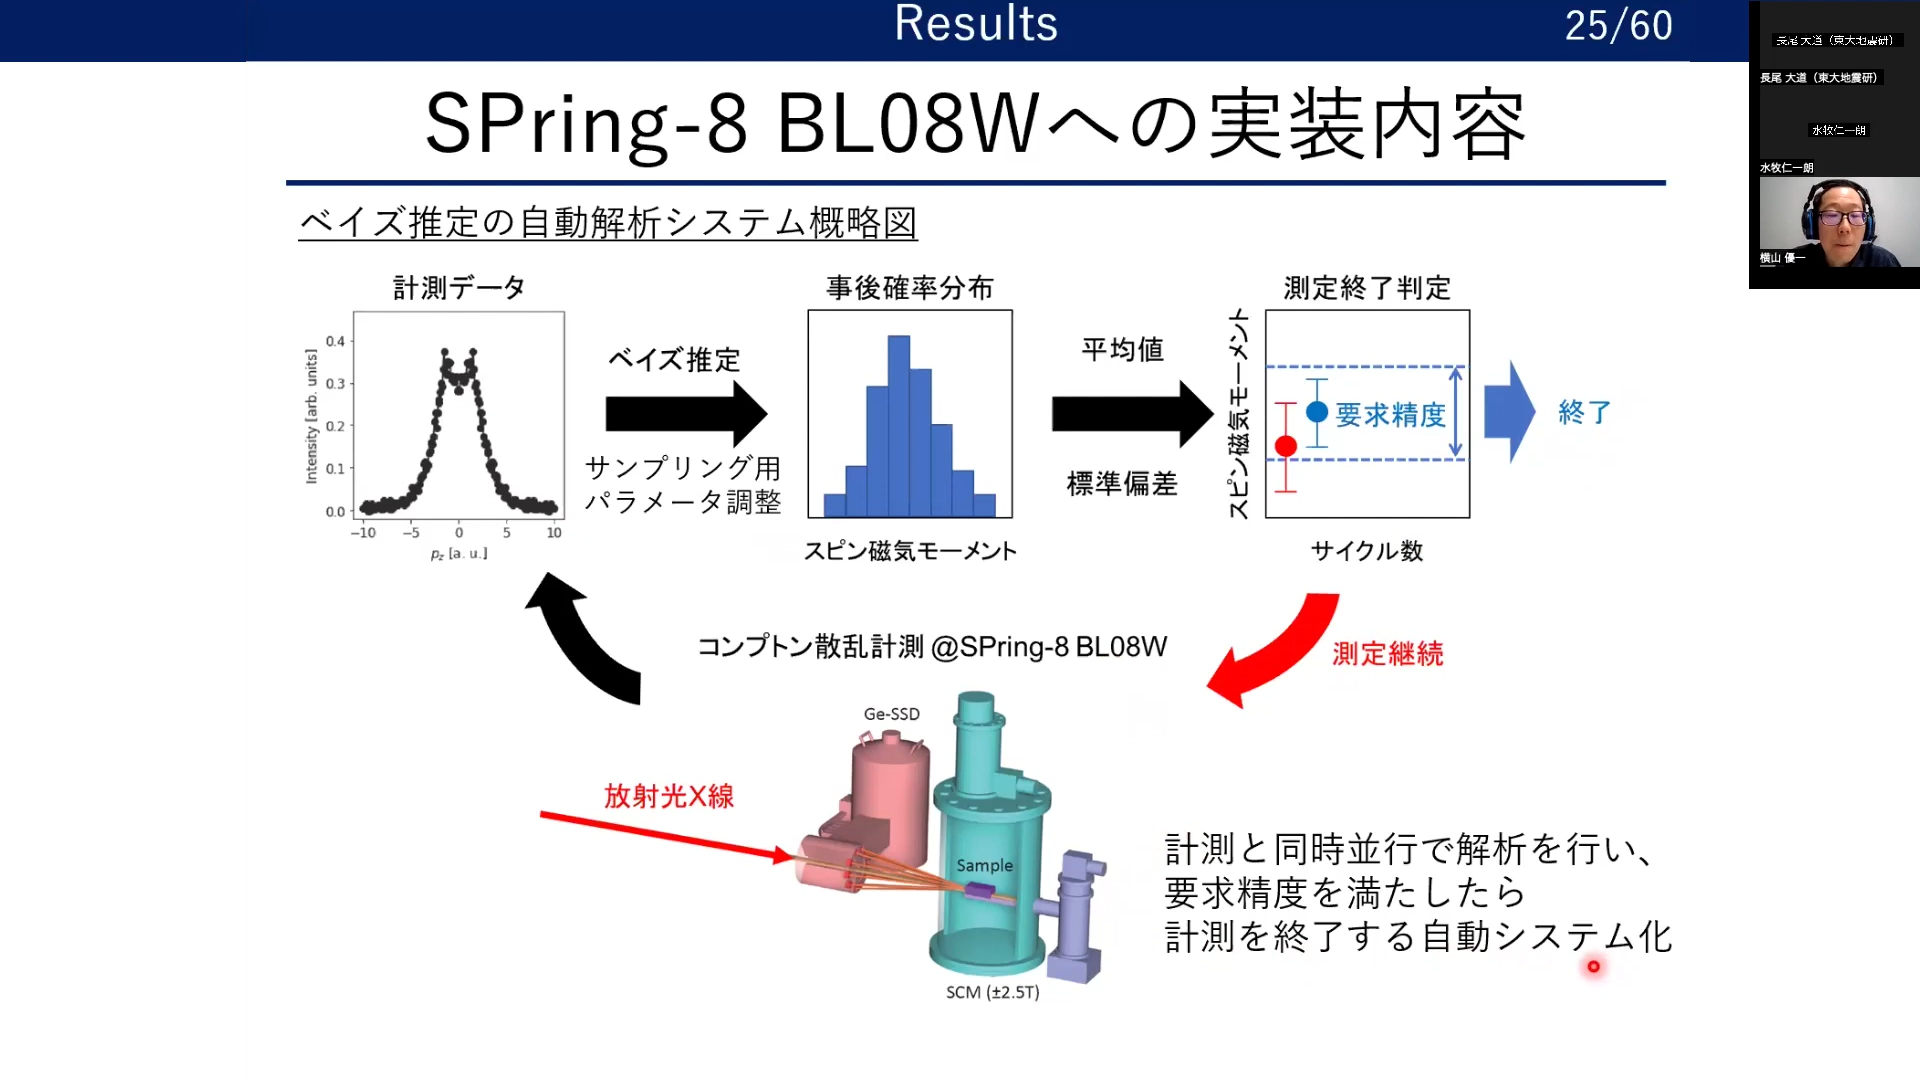 Results
25/60
SPring-8 BL08Wへの実装内容
ベイズ推定の自動解析システム概略図
計測データ
Intensity [arb. units]
0.4
0.3
0.2
0.1
0.0
−10 −5 0 5 10
pz [a. u.]
ベイズ推定
サンプリング用
パラメータ調整
事後確率分布
スピン磁気モーメント
平均値
標準偏差
測定終了判定
スピン磁気モーメント
要求精度
サイクル数
終了
測定継続
コンプトン散乱計測 @SPring-8 BL08W
Ge-SSD
放射光X線
Sample
SCM (±2.5T)
計測と同時並行で解析を行い、
要求精度を満たしたら
計測を終了する自動システム化
長尾 大道（東大地震研）
長尾 大道（東大地震研）
水牧仁一朗
水牧仁一朗
横山 優一